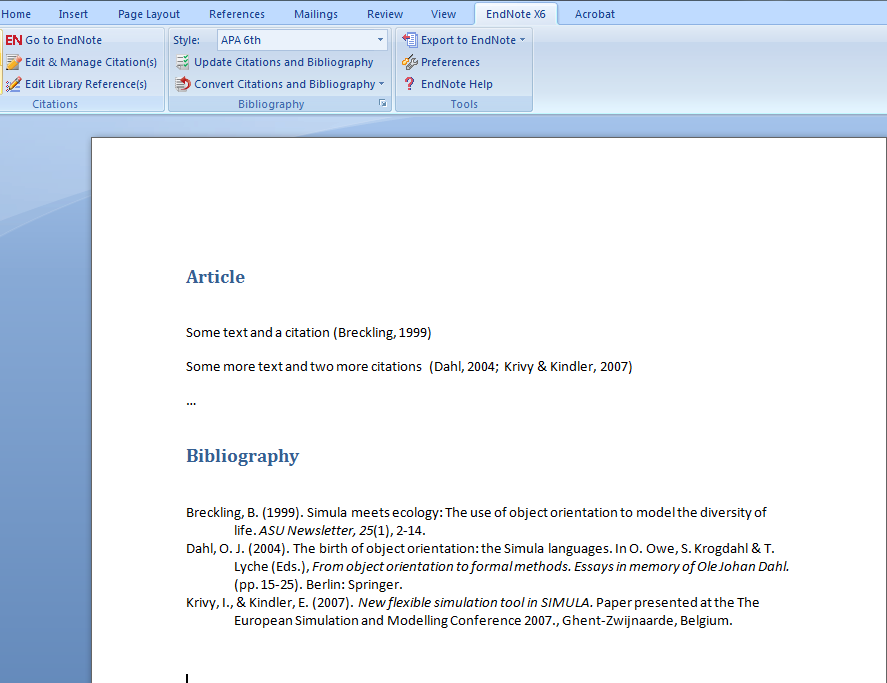 Home Insert Page Layout References Mailings Review View EndNote X6 Acrobat
EN Go to EndNote Style: APA 6th Export to EndNote
Edit & Manage Citation(s) Update Citations and Bibliography Preferences
Edit Library Reference(s) Convert Citations and Bibliography ? EndNote Help
Citations Bibliography Tools
Article
Some text and a citation (Breckling, 1999)
Some more text and two more citations (Dahl, 2004; Krivy & Kindler, 2007)
...
Bibliography
Breckling, B. (1999). Simula meets ecology: The use of object orientation to model the diversity of
life. ASU Newsletter, 25(1), 2-14.
Dahl, O. J. (2004). The birth of object orientation: the Simula languages. In O. Owe, S. Krogdahl & T.
Lyche (Eds.), From object orientation to formal methods. Essays in memory of Ole Johan Dahl.
(pp. 15-25). Berlin: Springer.
Krivy, I., & Kindler, E. (2007). New flexible simulation tool in SIMULA. Paper presented at the The
European Simulation and Modelling Conference 2007., Ghent-Zwijnaarde, Belgium.